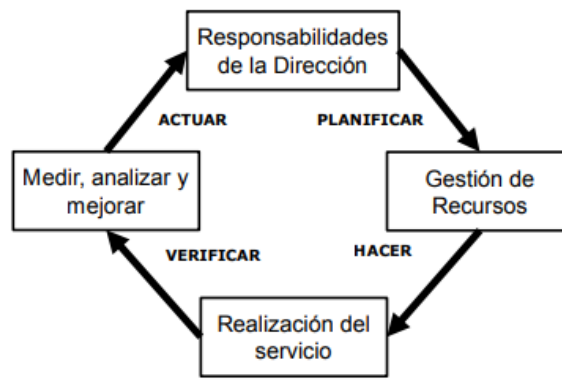 Responsabilidades
de la Dirección
ACTUAR
PLANIFICAR
Medir, analizar y
mejorar
Gestión de
Recursos
VERIFICAR
HACER
Realización del
servicio